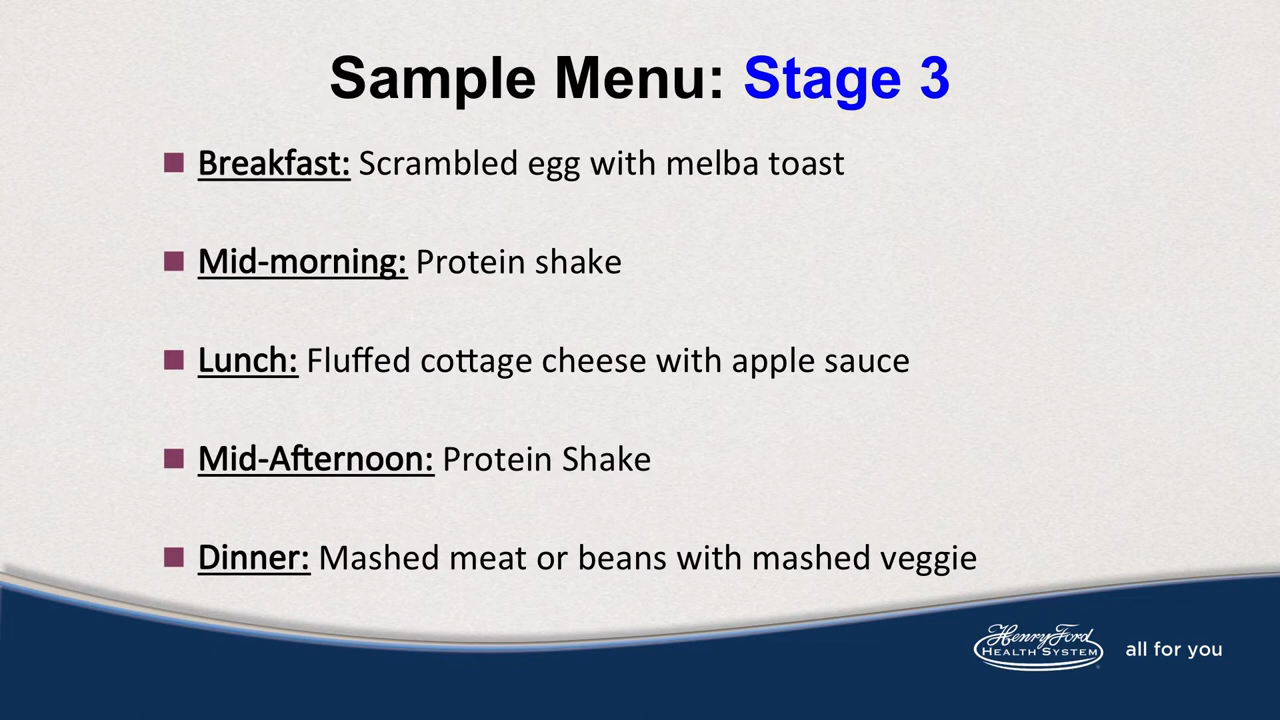 Sample Menu: Stage 3
Breakfast: Scrambled egg with melba toast
Mid-morning: Protein shake
Lunch: Fluffed cottage cheese with apple sauce
Mid-Afternoon: Protein Shake
Dinner: Mashed meat or beans with mashed veggie
Henry Ford
HEALTH SYSTEM
all for you